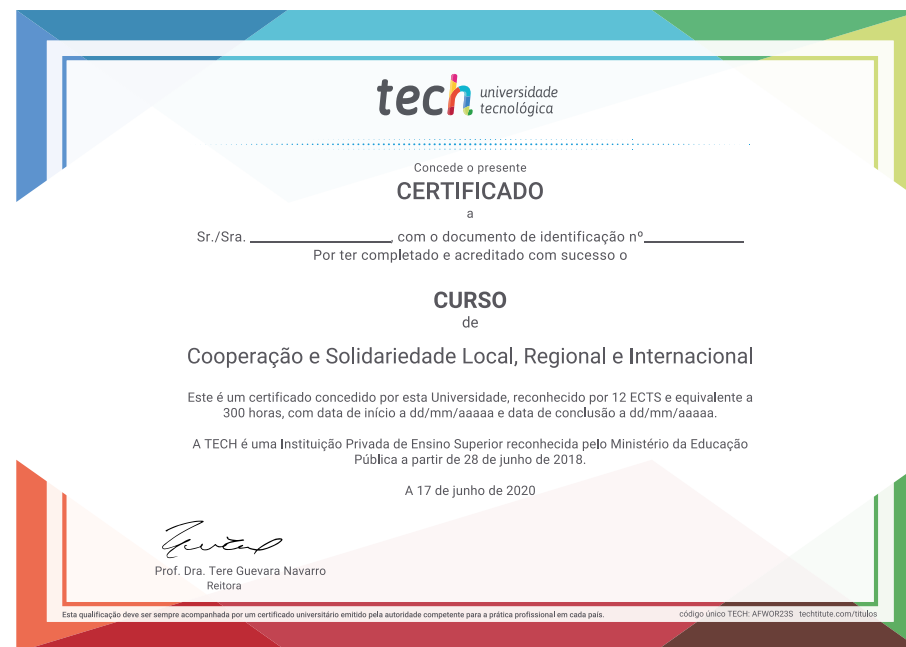 tech universidade
tecnológica
Concede o presente
CERTIFICADO
a
Sr./Sra. ______________, com o documento de identificação nº__________
Por ter completado e acreditado com sucesso o
CURSO
de
Cooperação e Solidariedade Local, Regional e Internacional
Este é um certificado concedido por esta Universidade, reconhecido por 12 ECTS e equivalente a
300 horas, com data de início a dd/mm/aaaaa e data de conclusão a dd/mm/aaaaa.
A TECH é uma Instituição Privada de Ensino Superior reconhecida pelo Ministério da Educação
Pública a partir de 28 de junho de 2018.
A 17 de junho de 2020
Prof. Dra. Tere Guevara Navarro
Reitora
Esta qualificação deve ser sempre acompanhada por um certificado universitário emitido pela autoridade competente para a prática profissional em cada país.
código único TECH: AFWOR23S techtitute.com/titulos